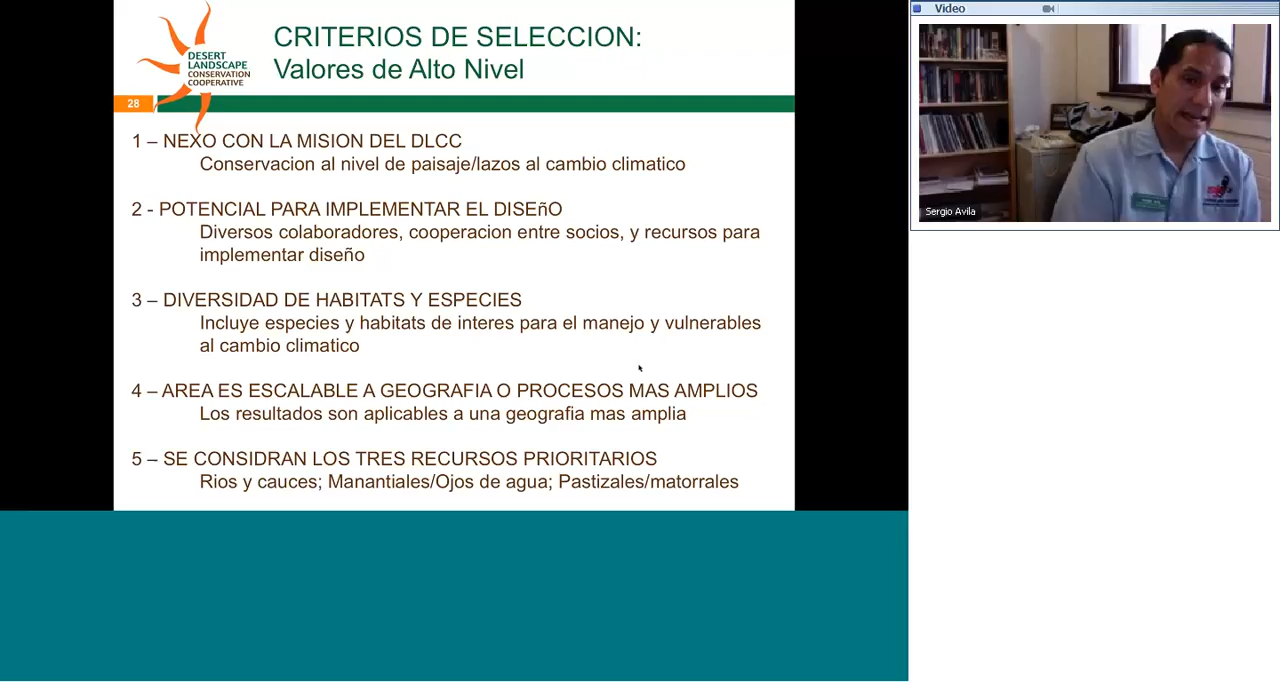 DESERT
LANDSCAPE
CONSERVATION
COOPERATIVE
CRITERIOS DE SELECCION:
Valores de Alto Nivel
28
1 – NEXO CON LA MISION DEL DLCC
Conservacion al nivel de paisaje/lazos al cambio climatico
2 - POTENCIAL PARA IMPLEMENTAR EL DISEñO
Diversos colaboradores, cooperacion entre socios, y recursos para
implementar diseño
3 – DIVERSIDAD DE HABITATS Y ESPECIES
Incluye especies y habitats de interes para el manejo y vulnerables
al cambio climatico
4 – AREA ES ESCALABLE A GEOGRAFIA O PROCESOS MAS AMPLIOS
Los resultados son aplicables a una geografia mas amplia
5 – SE CONSIDRAN LOS TRES RECURSOS PRIORITARIOS
Rios y cauces; Manantiales/Ojos de agua; Pastizales/matorrales
Video
Sergio Avila